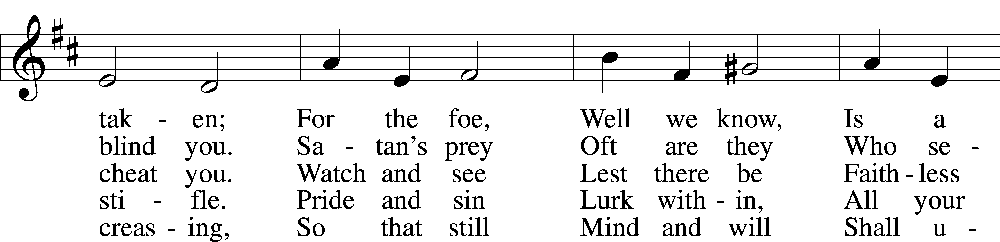 tak - en; For the foe, Well we know, Is a
blind you. Sa - tan's prey Oft are they Who se -
cheat you. Watch and see Lest there be Faith - less
sti - fle. Pride and sin Lurk with - in, All your
creas - ing, So that still Mind and will Shall u -